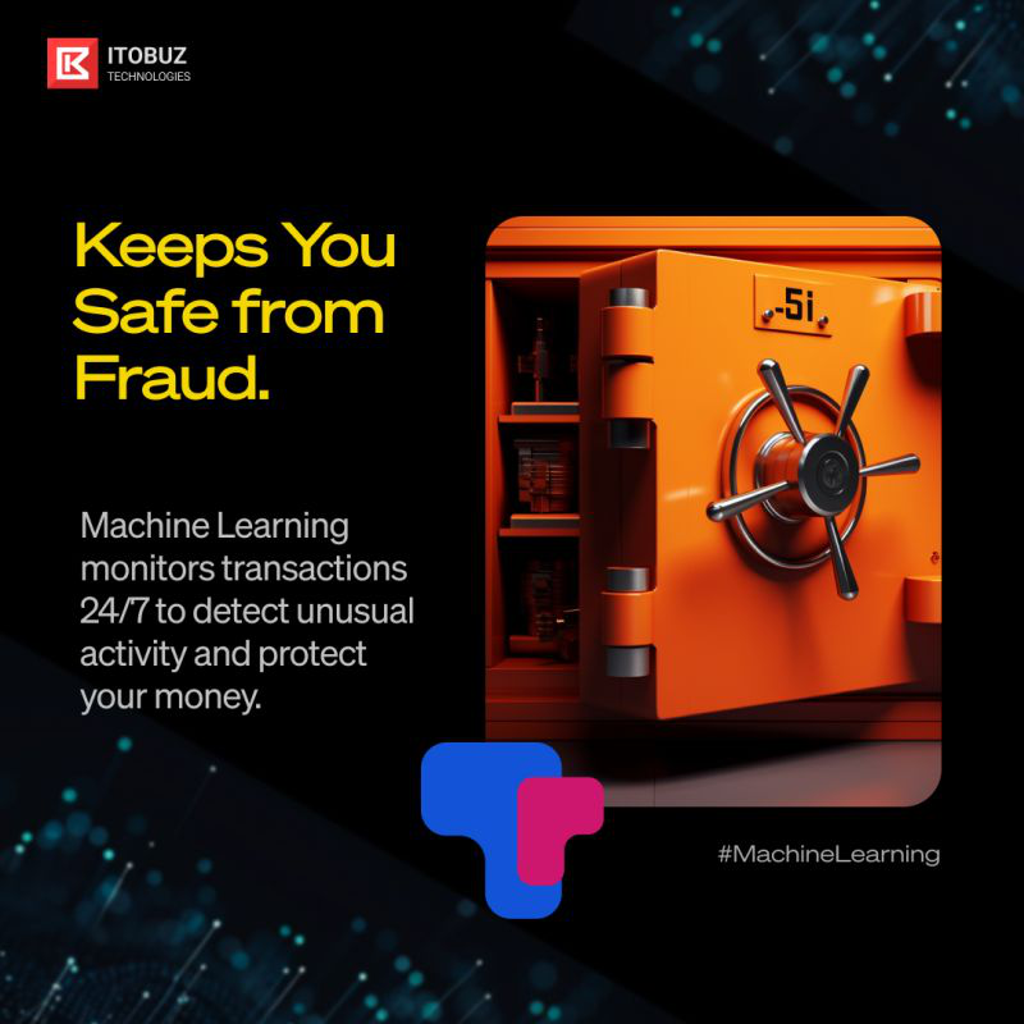 ITOBUZ
TECHNOLOGIES
Keeps You
Safe from
Fraud.
.5i.
Machine Learning
monitors transactions
24/7 to detect unusual
activity and protect
your money.
#MachineLearning